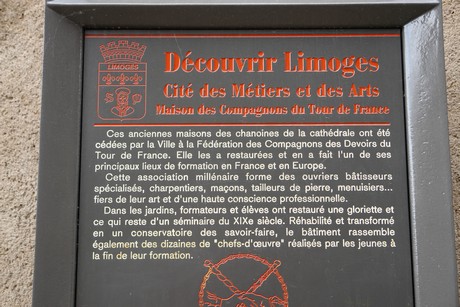 LIMOGES
Découvrir Limoges
Cité des Métiers et des Arts
Maison des Compagnons du Tour de France
Ces anciennes maisons des chanoines de la cathédrale ont été
cédées par la Ville à la Fédération des Compagnons des Devoirs du
Tour de France. Elle les a restaurées et en a fait l'un de ses
principaux lieux de formation en France et en Europe.
Cette association millénaire forme des ouvriers bâtisseurs
spécialisés, charpentiers, maçons, tailleurs de pierre, menuisiers...
fiers de leur art et d'une haute conscience professionnelle.
Dans les jardins, formateurs et élèves ont restauré une gloriette et
ce qui reste d'un séminaire du XIXe siècle. Réhabilité et transformé
en un conservatoire des savoir-faire, le bâtiment rassemble
également des dizaines de "chefs-d'œuvre" réalisés par les jeunes à
la fin de leur formation.